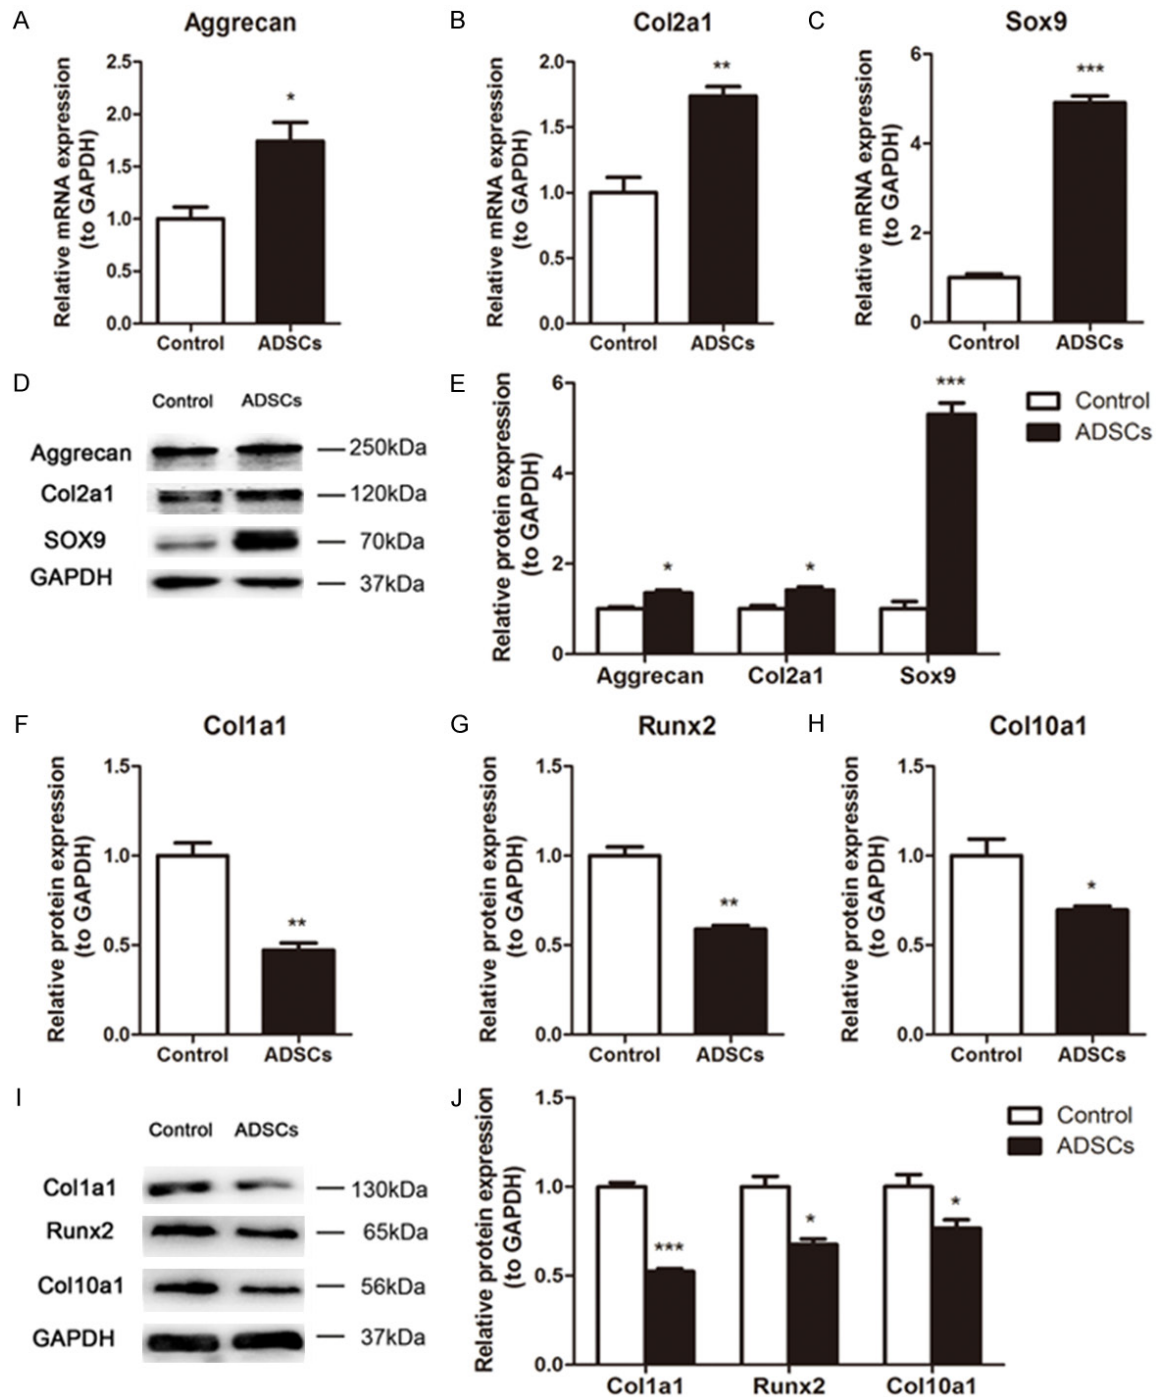 A
Aggrecan
Relative mRNA expression
(to GAPDH)
2.5
2.0
1.5
1.0
0.5
0.0
*
Control
ADSCs
B
Col2a1
Relative mRNA expression
(to GAPDH)
2.0
1.5
1.0
0.5
0.0
**
Control
ADSCs
C
Sox9
Relative mRNA expression
(to GAPDH)
6
4
2
0
***
Control
ADSCs
D
Control ADSCs
Aggrecan 250kDa
Col2a1 120kDa
SOX9 70kDa
GAPDH 37kDa
E
Relative protein expression
(to GAPDH)
6
4
2
0
*
*
***
Aggrecan
Col2a1
Sox9
Control
ADSCs
F
Col1a1
Relative protein expression
(to GAPDH)
1.5
1.0
0.5
0.0
**
Control
ADSCs
G
Runx2
Relative protein expression
(to GAPDH)
1.5
1.0
0.5
0.0
**
Control
ADSCs
H
Col10a1
Relative protein expression
(to GAPDH)
1.5
1.0
0.5
0.0
*
Control
ADSCs
I
Control ADSCs
Col1a1 130kDa
Runx2 65kDa
Col10a1 56kDa
GAPDH 37kDa
J
Relative protein expression
(to GAPDH)
1.5
1.0
0.5
0.0
***
*
*
Col1a1
Runx2
Col10a1
Control
ADSCs